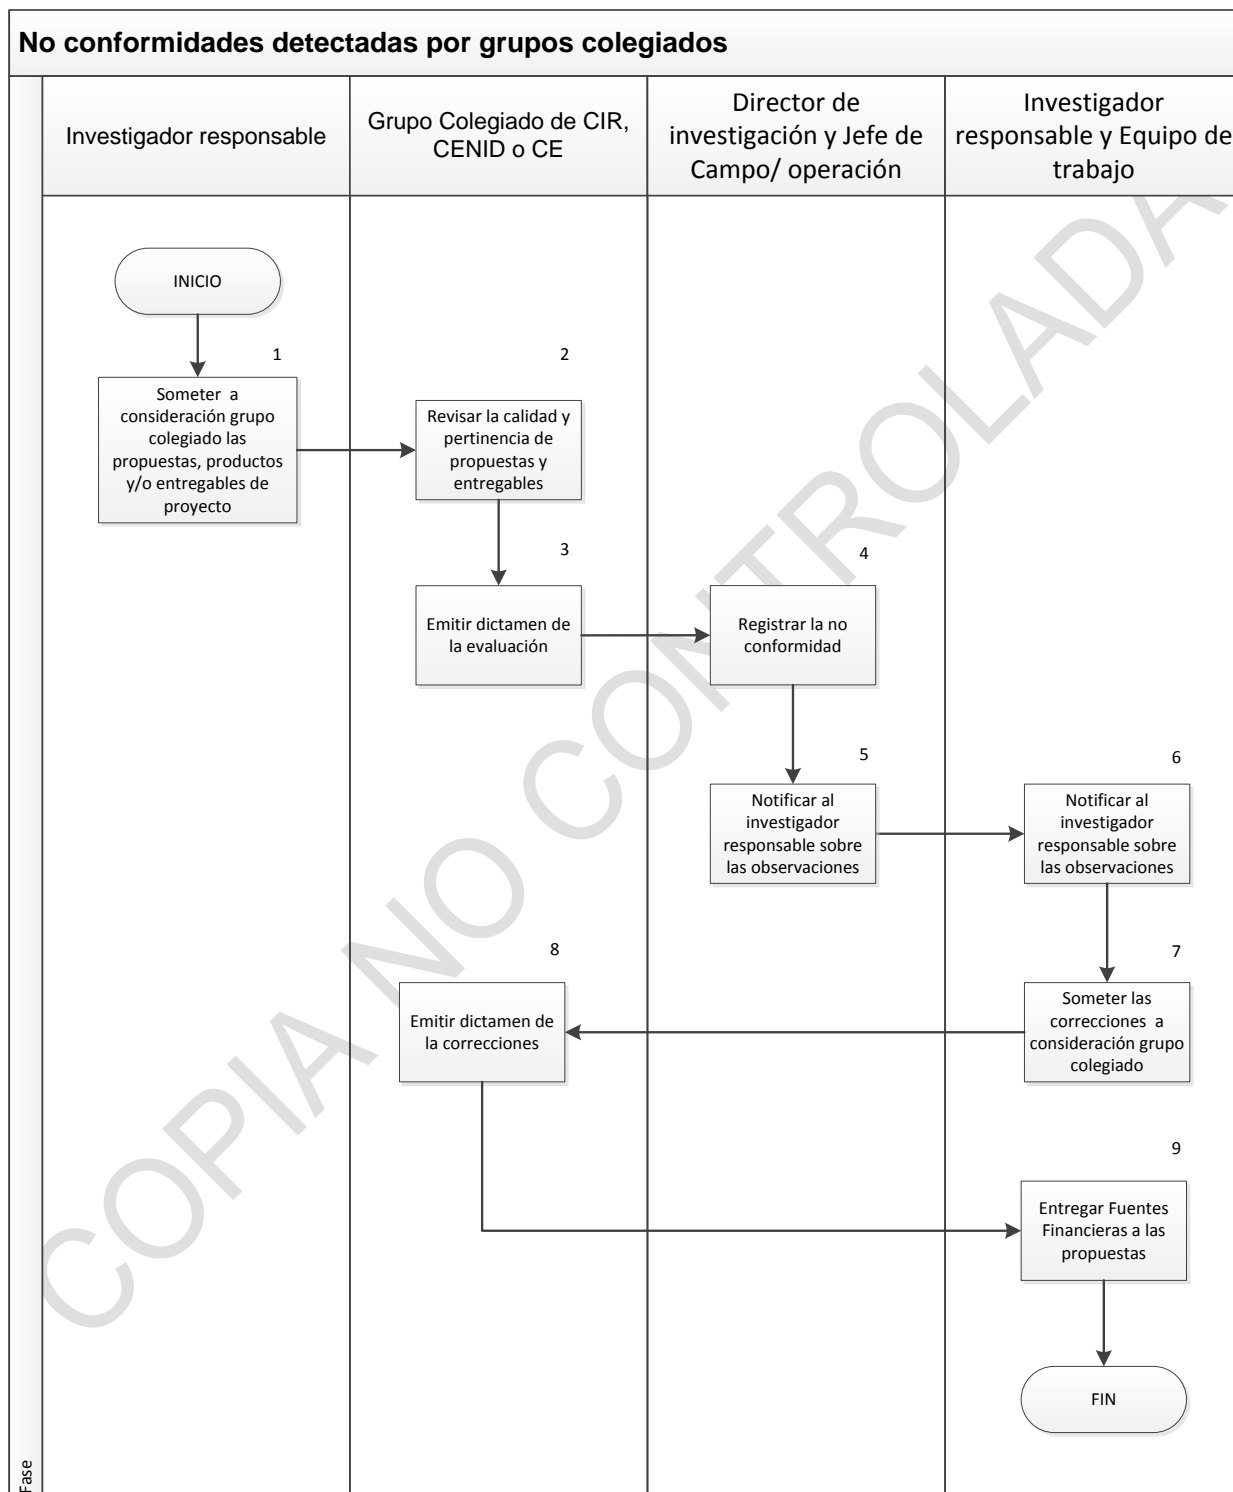 No conformidades detectadas por grupos colegiados
Investigador responsable
Grupo Colegiado de CIR,
CENID o CE
Director de
investigación y Jefe de
Campo/ operación
Investigador
responsable y Equipo de
trabajo
INICIO
1
Someter a
consideración grupo
colegiado las
propuestas, productos
y/o entregables de
proyecto
2
Revisar la calidad y
pertinencia de
propuestas y
entregables
3
Emitir dictamen de
la evaluación
4
Registrar la no
conformidad
5
Notificar al
investigador
responsable sobre
las observaciones
6
Notificar al
investigador
responsable sobre
las observaciones
7
Someter las
correcciones a
consideración grupo
colegiado
8
Emitir dictamen de
la correcciones
9
Entregar Fuentes
Financieras a las
propuestas
FIN
Fase
COPIA NO CONTROLADA